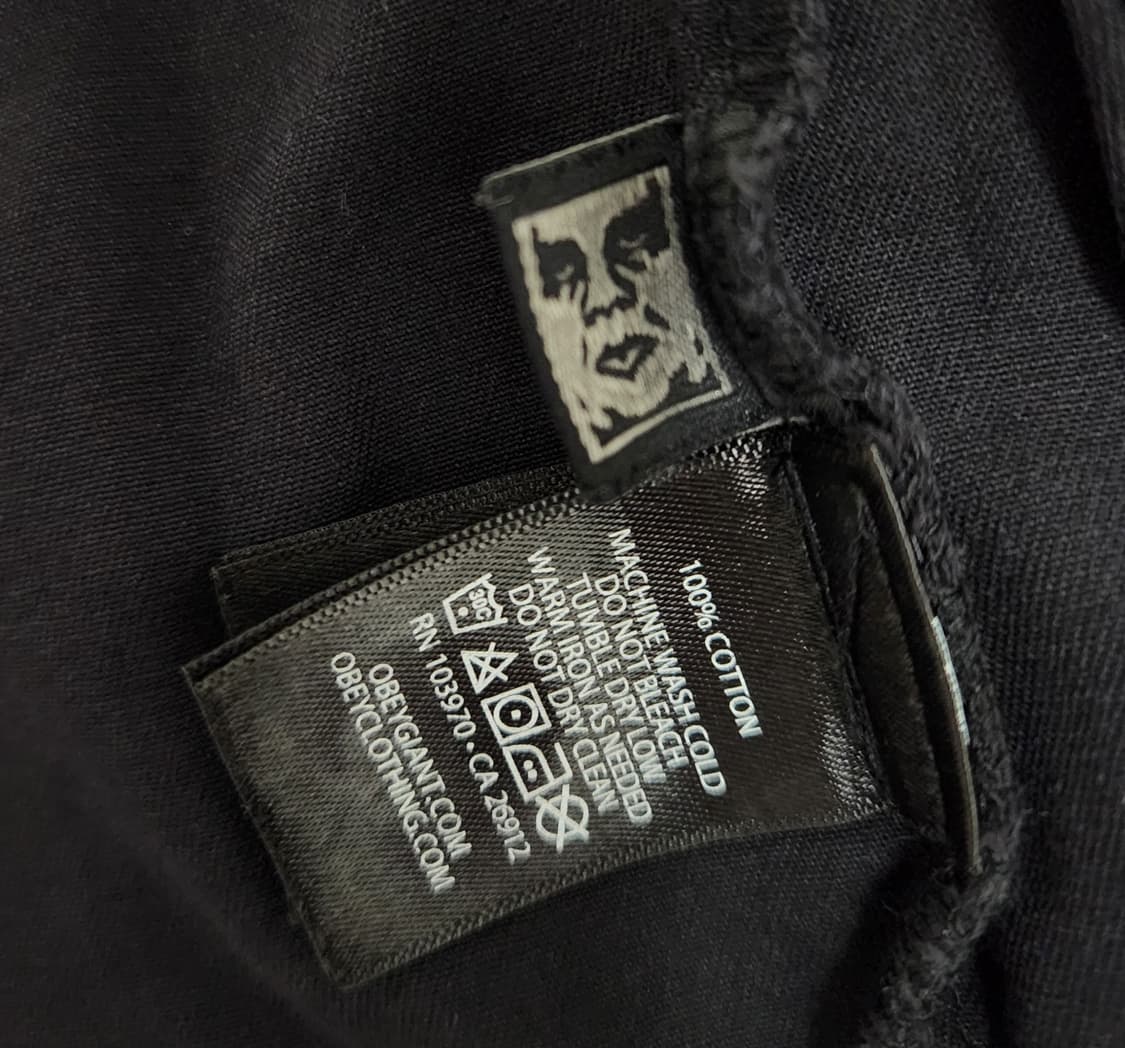 100% COTTON
MACHINE WASH COLD
DO NOT BLEACH
TUMBLE DRY LOW
WARM IRON AS NEEDED
DO NOT DRY CLEAN
30C
RN 103970 • CA 26912
OBEYGIANT.COM
OBEYCLOTHING.COM